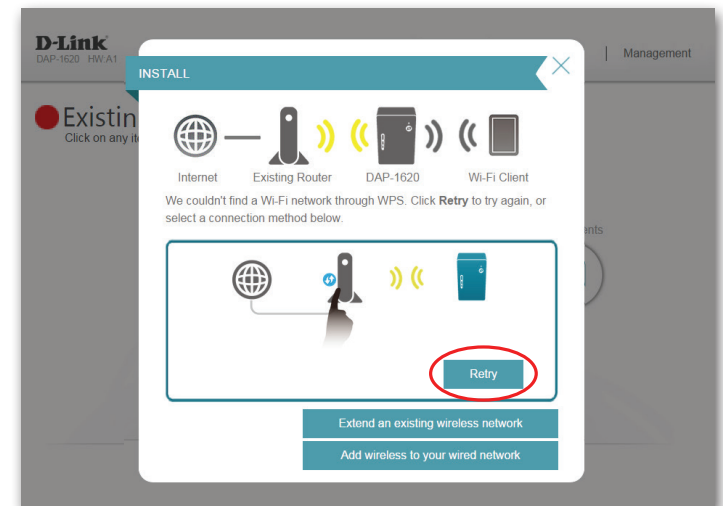 D-Link
DAP-1620 HW:A1
Management
INSTALL
Existin
Click on any it
Internet Existing Router DAP-1620 Wi-Fi Client
We couldn't find a Wi-Fi network through WPS. Click Retry to try again, or
select a connection method below.
ents
Retry
Extend an existing wireless network
Add wireless to your wired network